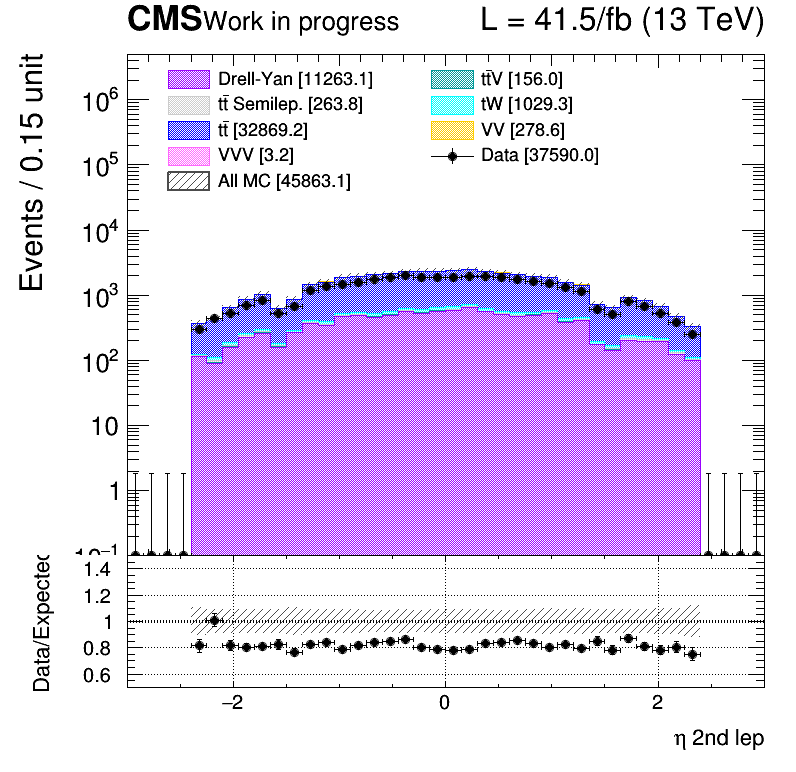 CMS Work in progress L = 41.5/fb (13 TeV)
Events / 0.15 unit
Drell-Yan [11263.1] tt̄V [156.0]
tt̄ Semilep. [263.8] tW [1029.3]
tt̄ [32869.2] VV [278.6]
VVV [3.2] Data [37590.0]
All MC [45863.1]
10⁶
10⁵
10⁴
10³
10²
10
1
10⁻¹
Data/Expected
1.4
1.2
1
0.8
0.6
−2 0 2
η 2nd lep